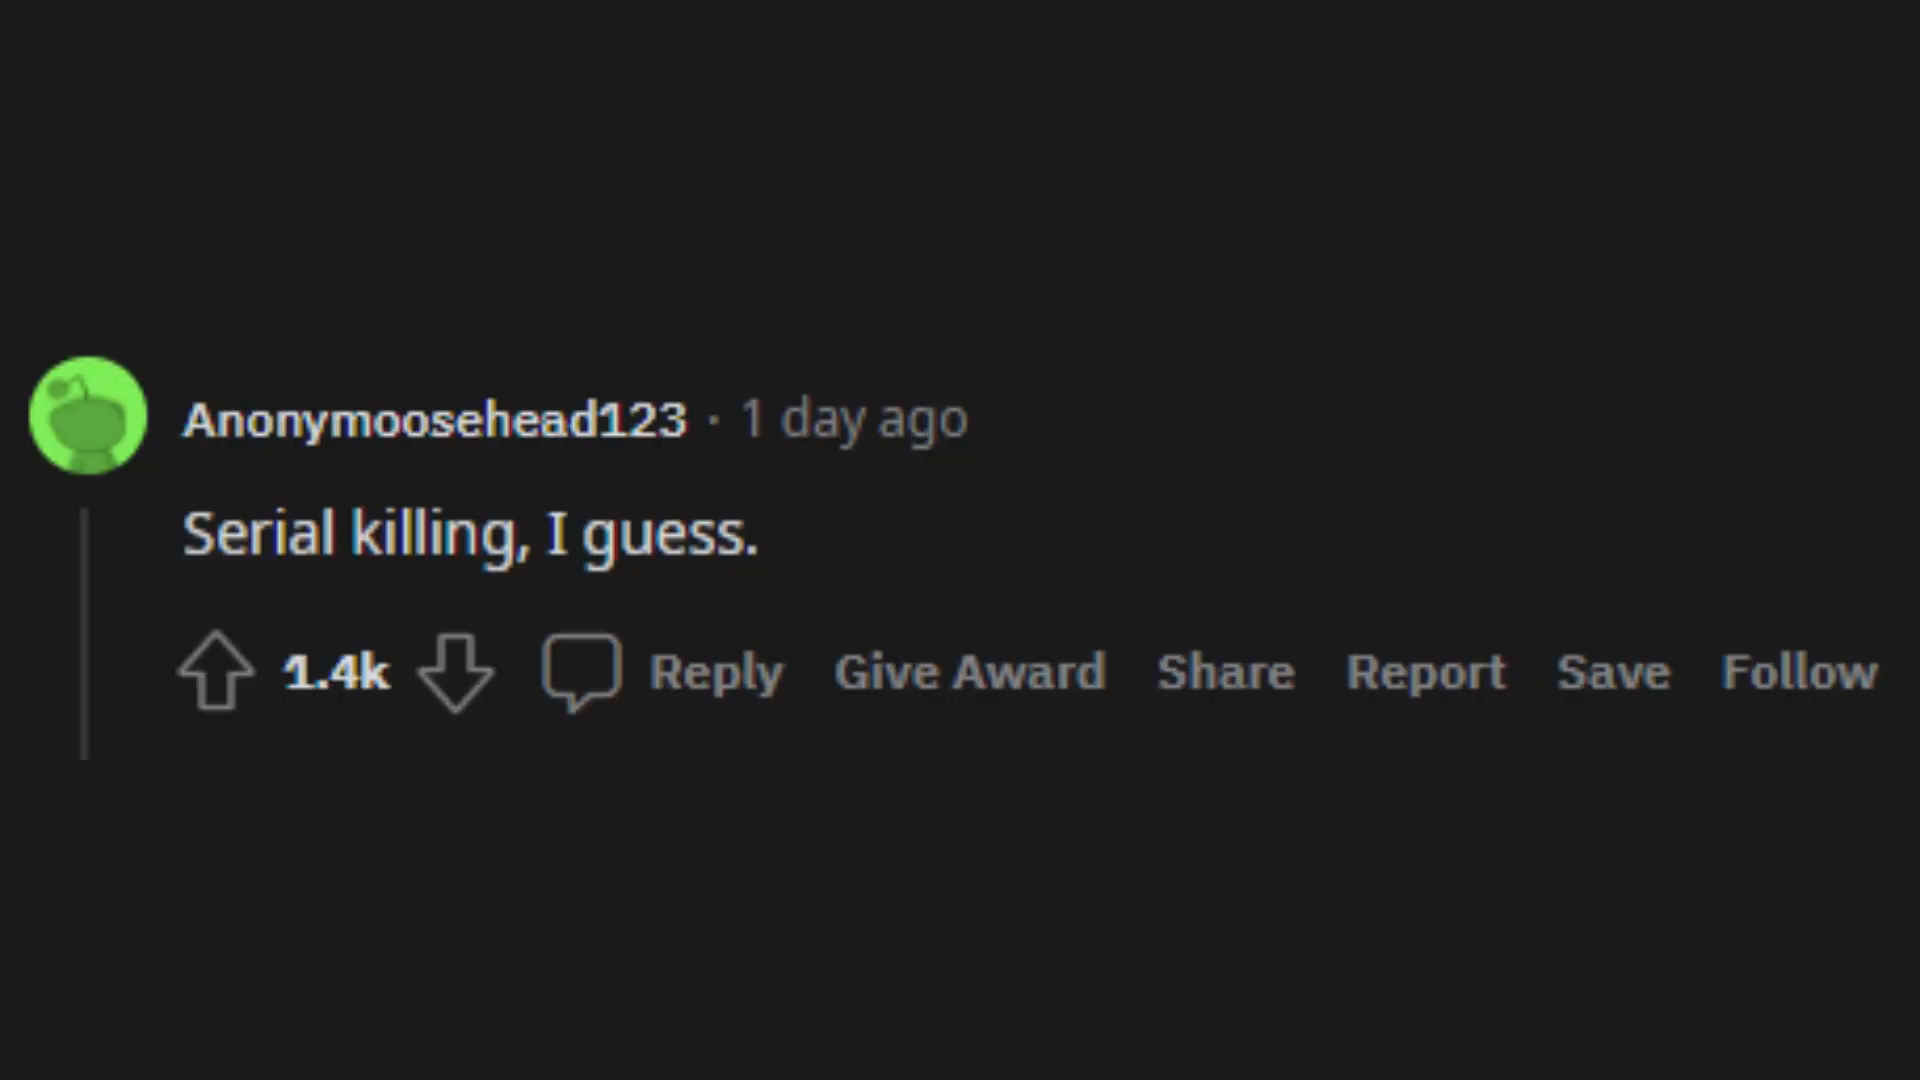 Anonymoosehead123 · 1 day ago
Serial killing, I guess.
1.4k Reply Give Award Share Report Save Follow